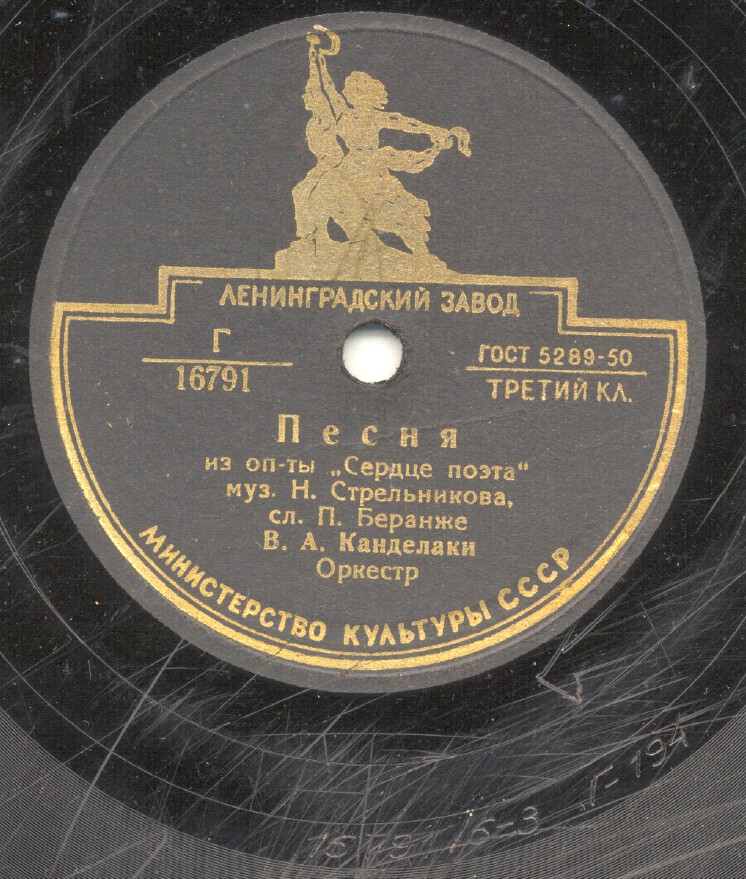 ЛЕНИНГРАДСКИЙ ЗАВОД
Г
16791
ГОСТ 5289-50
ТРЕТИЙ КЛ.
Песня
из оп-ты „Сердце поэта“
муз. Н. Стрельникова,
сл. П. Беранже
В. А. Канделаки
Оркестр
МИНИСТЕРСТВО КУЛЬТУРЫ СССР
Г-194